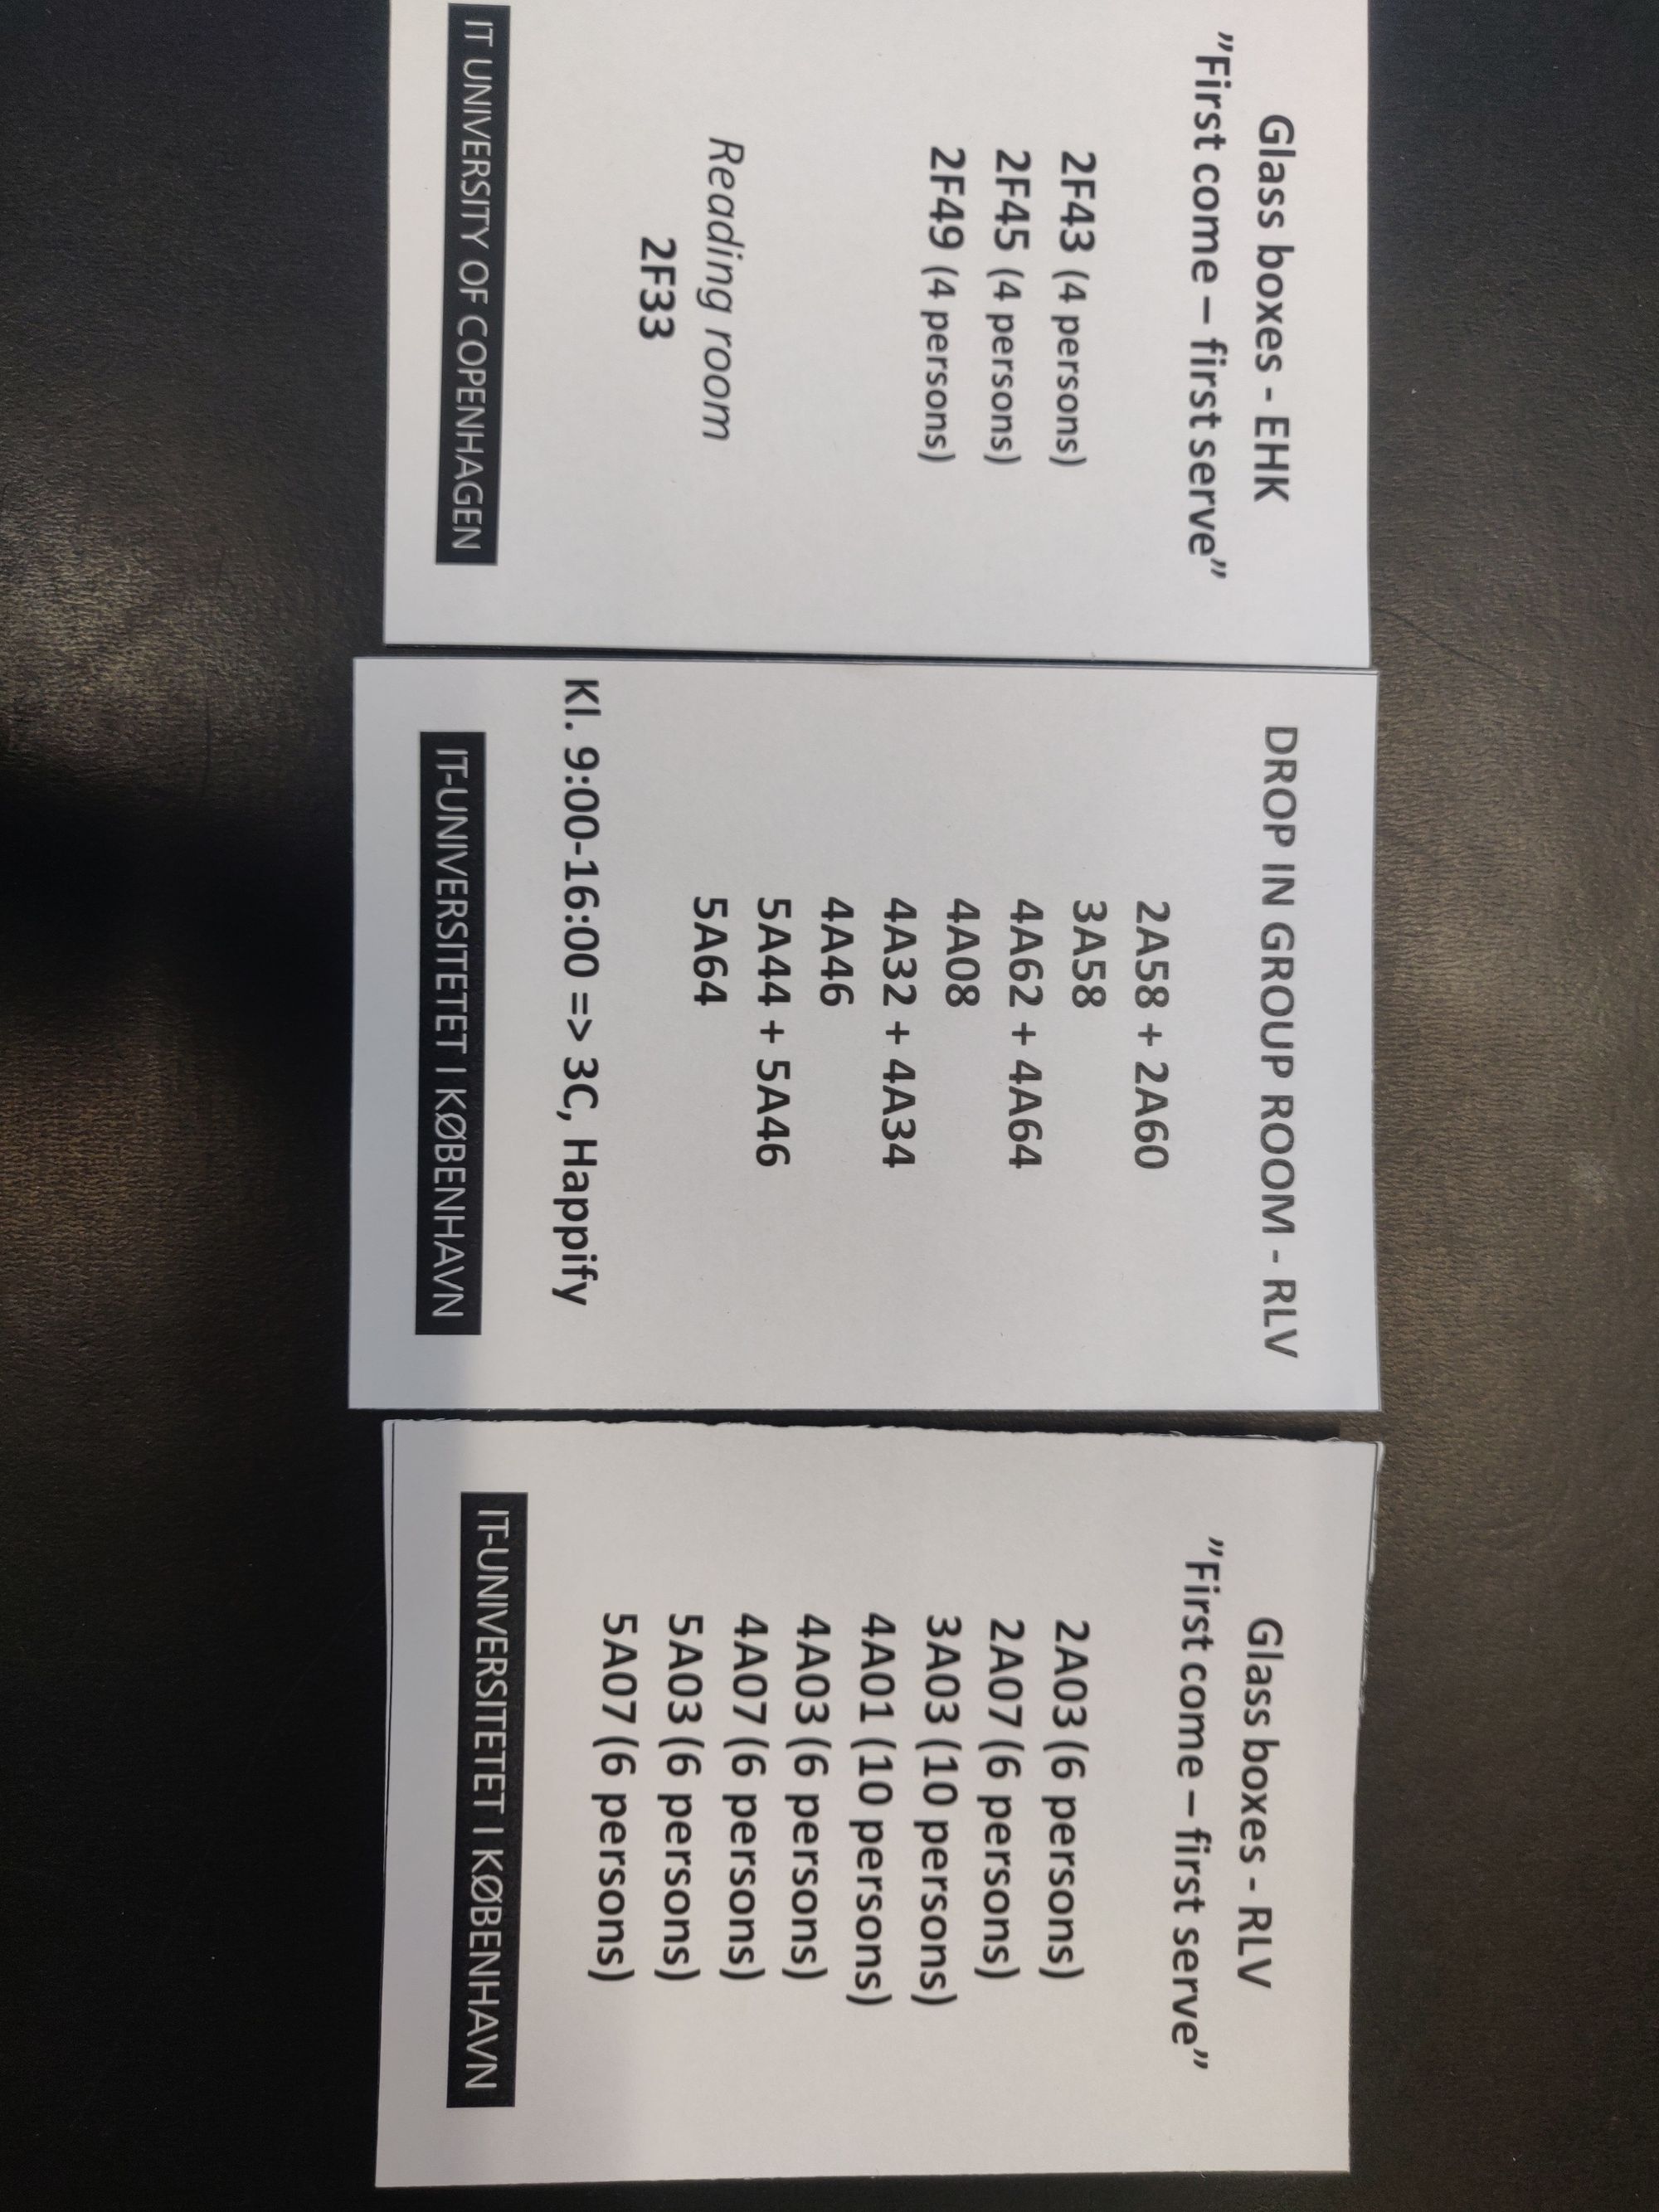 Glass boxes - EHK
”First come – first serve”
2F43 (4 persons)
2F45 (4 persons)
2F49 (4 persons)
Reading room
2F33
IT UNIVERSITY OF COPENHAGEN
DROP IN GROUP ROOM - RLV
2A58 + 2A60
3A58
4A62 + 4A64
4A08
4A32 + 4A34
4A46
5A44 + 5A46
5A64
Kl. 9:00-16:00 => 3C, Happify
IT-UNIVERSITETET I KØBENHAVN
Glass boxes - RLV
”First come – first serve”
2A03 (6 persons)
2A07 (6 persons)
3A03 (10 persons)
4A01 (10 persons)
4A03 (6 persons)
4A07 (6 persons)
5A03 (6 persons)
5A07 (6 persons)
IT-UNIVERSITETET I KØBENHAVN